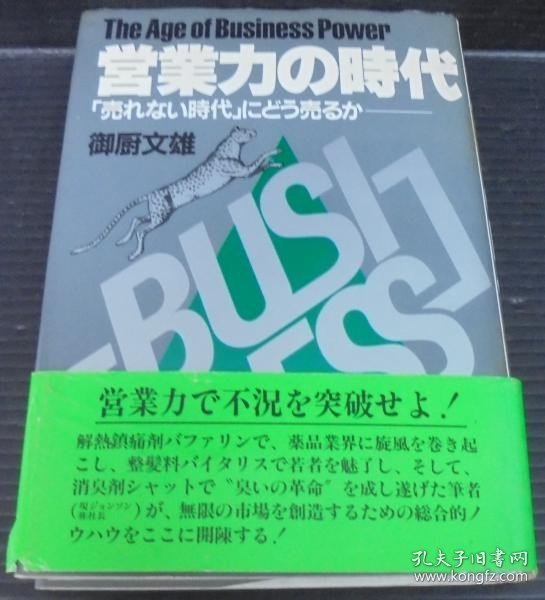 The Age of Business Power
営業力の時代
「売れない時代」にどう売るか──
御厨文雄
BUSI
ESS
営業力で不況を突破せよ!
解熱鎮痛剤バファリンで、薬品業界に旋風を巻き起
こし、整髪料バイタリスで若者を魅了し、そして、
消臭剤シャットで〝臭いの革命〟を成し遂げた筆者
(現ジョンソン㈱社長)が、無限の市場を創造するための総合的ノ
ウハウをここに開陳する!
孔夫子旧书网
www.kongfz.com